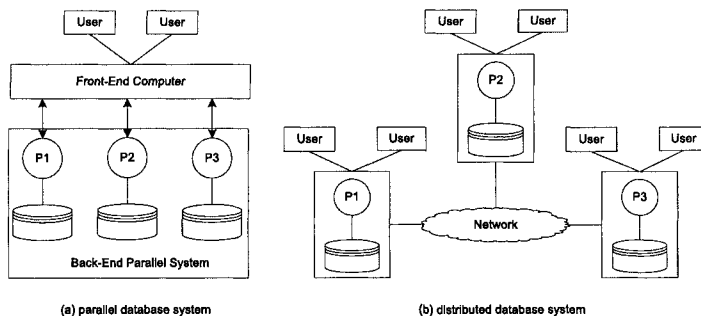 User User
Front-End Computer
P1 P2 P3
Back-End Parallel System
(a) parallel database system
User User
P2
User User
P1
Network
User User
P3
(b) distributed database system